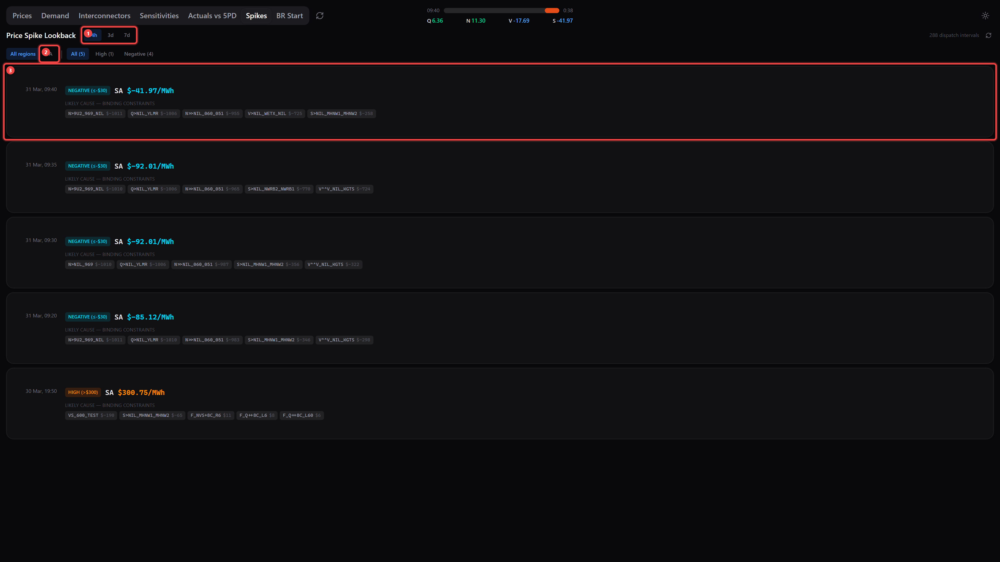 Prices Demand Interconnectors Sensitivities Actuals vs 5PD Spikes BR Start
09:40 0:38
Q 6.36 N 11.30 V -17.69 S -41.97
Price Spike Lookback 1 4h 3d 7d 288 dispatch intervals
All regions 2 A All (5) High (1) Negative (4)
3
31 Mar, 09:40 NEGATIVE (≤-$30) SA $-41.97/MWh
LIKELY CAUSE — BINDING CONSTRAINTS
N>9U2_969_NIL $-1011 Q>NIL_YLMR $-1006 N>>NIL_060_051 $-955 V>NIL_WETX_NIL $-725 S>NIL_MHNW1_MHNW2 $-258
31 Mar, 09:35 NEGATIVE (≤-$30) SA $-92.01/MWh
LIKELY CAUSE — BINDING CONSTRAINTS
N>9U2_969_NIL $-1010 Q>NIL_YLMR $-1006 N>>NIL_060_051 $-965 S>NIL_NWRB2_NWRB1 $-770 V^^V_NIL_KGTS $-724
31 Mar, 09:30 NEGATIVE (≤-$30) SA $-92.01/MWh
LIKELY CAUSE — BINDING CONSTRAINTS
N>NIL_969 $-1010 Q>NIL_YLMR $-1006 N>>NIL_060_051 $-987 S>NIL_MHNW1_MHNW2 $-356 V^^V_NIL_KGTS $-322
31 Mar, 09:20 NEGATIVE (≤-$30) SA $-85.12/MWh
LIKELY CAUSE — BINDING CONSTRAINTS
N>9U2_969_NIL $-1011 Q>NIL_YLMR $-1010 N>>NIL_060_051 $-983 S>NIL_MHNW1_MHNW2 $-346 V^^V_NIL_KGTS $-298
30 Mar, 19:50 HIGH (>$300) SA $300.75/MWh
LIKELY CAUSE — BINDING CONSTRAINTS
VS_600_TEST $-190 S>NIL_MHNW1_MHNW2 $-65 F_NVS+8C_R6 $11 F_Q++8C_L6 $8 F_Q++8C_L60 $6